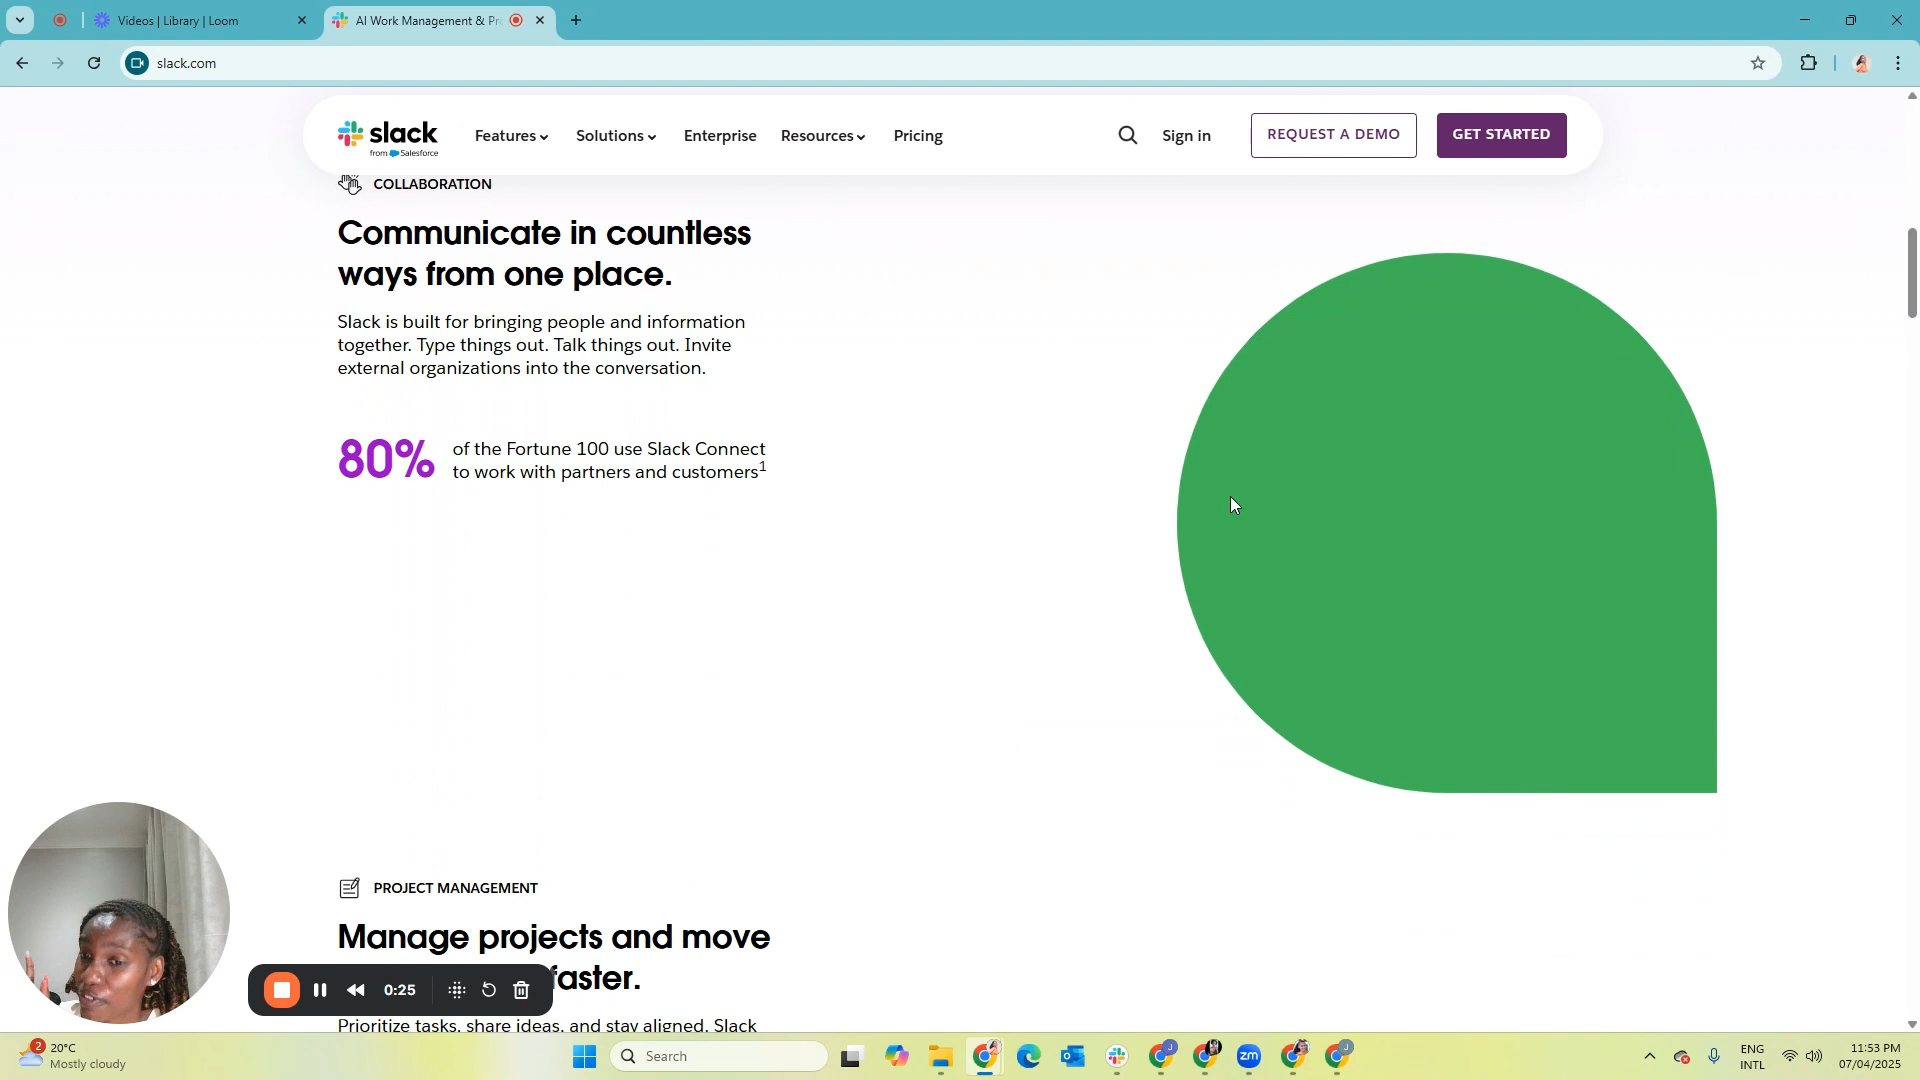 Videos | Library | Loom
AI Work Management & Pr
slack.com
slack
from Salesforce
Features
Solutions
Enterprise
Resources
Pricing
Sign in
REQUEST A DEMO
GET STARTED
COLLABORATION
Communicate in countless
ways from one place.
Slack is built for bringing people and information
together. Type things out. Talk things out. Invite
external organizations into the conversation.
80%
of the Fortune 100 use Slack Connect
to work with partners and customers1
PROJECT MANAGEMENT
Manage projects and move
faster.
Prioritize tasks, share ideas, and stay aligned. Slack
0:25
2
20°C
Mostly cloudy
Search
J
zm
J
ENG
INTL
11:53 PM
07/04/2025